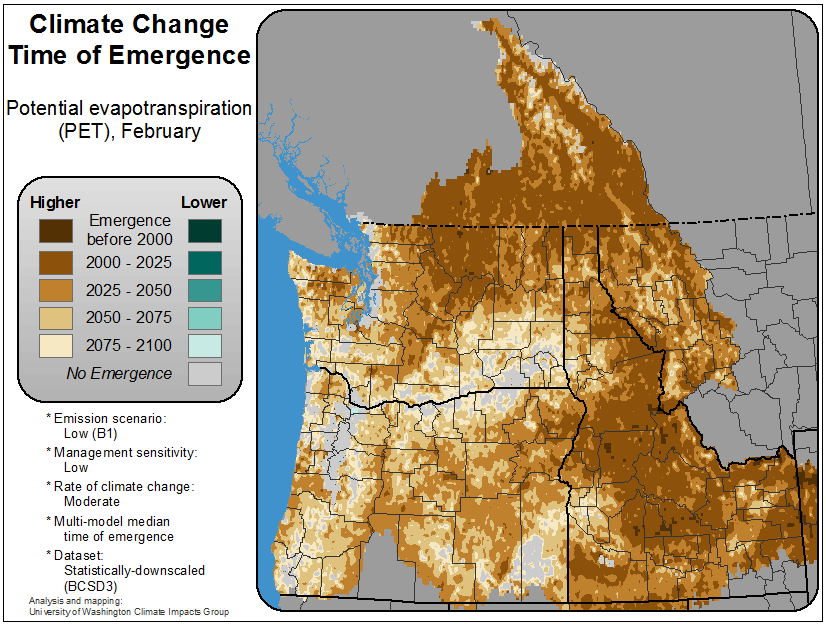 Climate Change
Time of Emergence
Potential evapotranspiration
(PET), February
Higher Lower
Emergence
before 2000
2000 - 2025
2025 - 2050
2050 - 2075
2075 - 2100
No Emergence
* Emission scenario:
Low (B1)
* Management sensitivity:
Low
* Rate of climate change:
Moderate
* Multi-model median
time of emergence
* Dataset:
Statistically-downscaled
(BCSD3)
Analysis and mapping:
University of Washington Climate Impacts Group